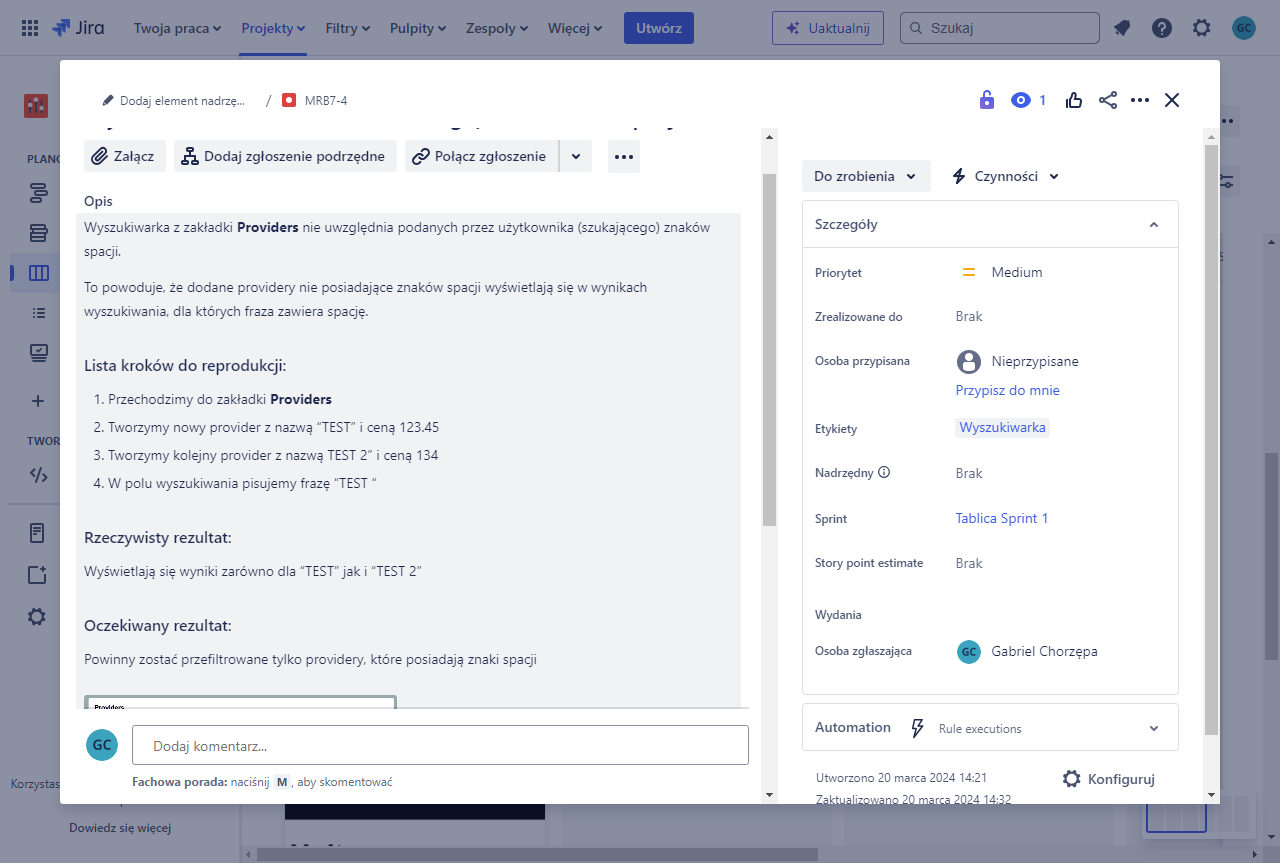 Jira
Twoja praca
Projekty
Filtry
Pulpity
Zespoły
Więcej
Utwórz
Uaktualnij
Szukaj
GC
Dodaj element nadrzę...
/
MRB7-4
1
Załącz
Dodaj zgłoszenie podrzędne
Połącz zgłoszenie
Opis
Wyszukiwarka z zakładki Providers nie uwzględnia podanych przez użytkownika (szukającego) znaków
spacji.
To powoduje, że dodane providery nie posiadające znaków spacji wyświetlają się w wynikach
wyszukiwania, dla których fraza zawiera spację.
Lista kroków do reprodukcji:
1. Przechodzimy do zakładki Providers
2. Tworzymy nowy provider z nazwą “TEST” i ceną 123.45
3. Tworzymy kolejny provider z nazwą TEST 2” i ceną 134
4. W polu wyszukiwania pisujemy frazę “TEST “
Rzeczywisty rezultat:
Wyświetlają się wyniki zarówno dla “TEST” jak i “TEST 2”
Oczekiwany rezultat:
Powinny zostać przefiltrowane tylko providery, które posiadają znaki spacji
Providers
GC
Dodaj komentarz...
Fachowa porada: naciśnij M, aby skomentować
Do zrobienia
Czynności
Szczegóły
Priorytet
Medium
Zrealizowane do
Brak
Osoba przypisana
Nieprzypisane
Przypisz do mnie
Etykiety
Wyszukiwarka
Nadrzędny
Brak
Sprint
Tablica Sprint 1
Story point estimate
Brak
Wydania
Osoba zgłaszająca
GC
Gabriel Chorzępa
Automation
Rule executions
Utworzono 20 marca 2024 14:21
Konfiguruj
Zaktualizowano 20 marca 2024 14:32
PLANO
TWOR
Korzystas
Dowiedz się więcej